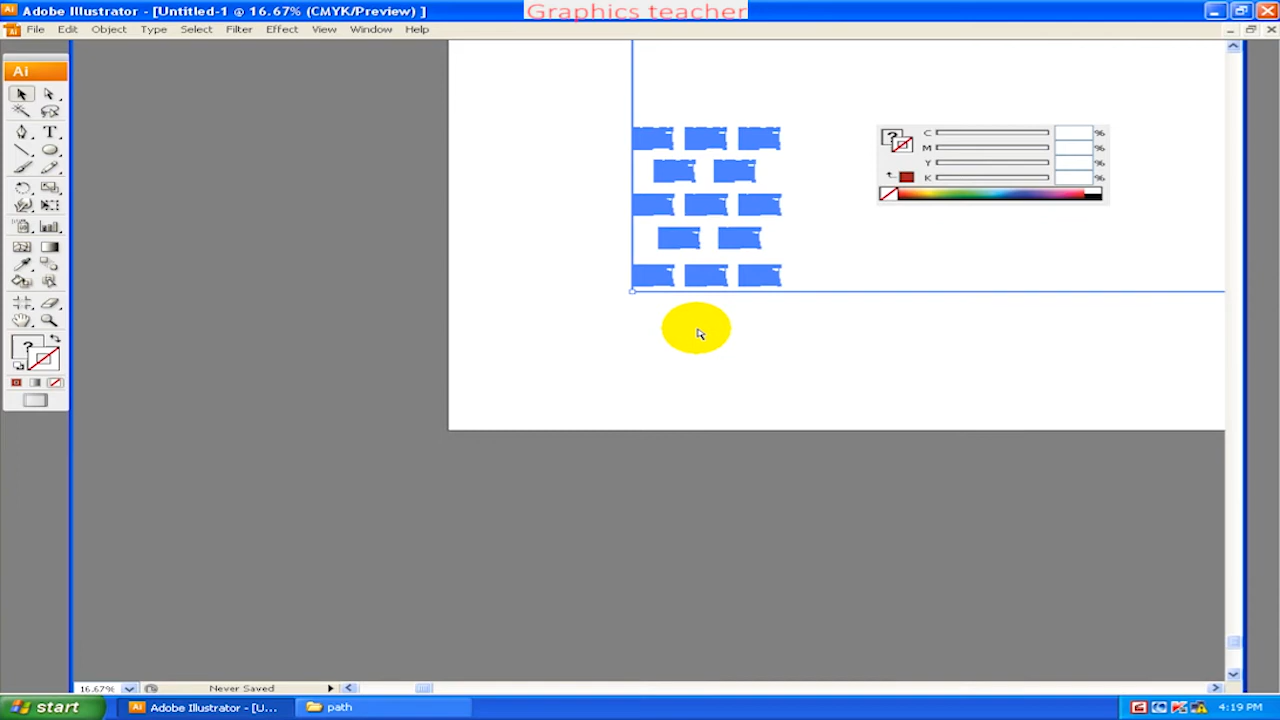 Adobe Illustrator - [Untitled-1 @ 16.67% (CMYK/Preview) ]
Graphics teacher
File Edit Object Type Select Filter Effect View Window Help
Ai
T
?
C %
M %
Y %
K %
?
16.67% Never Saved
start Adobe Illustrator - [U... path 4:19 PM